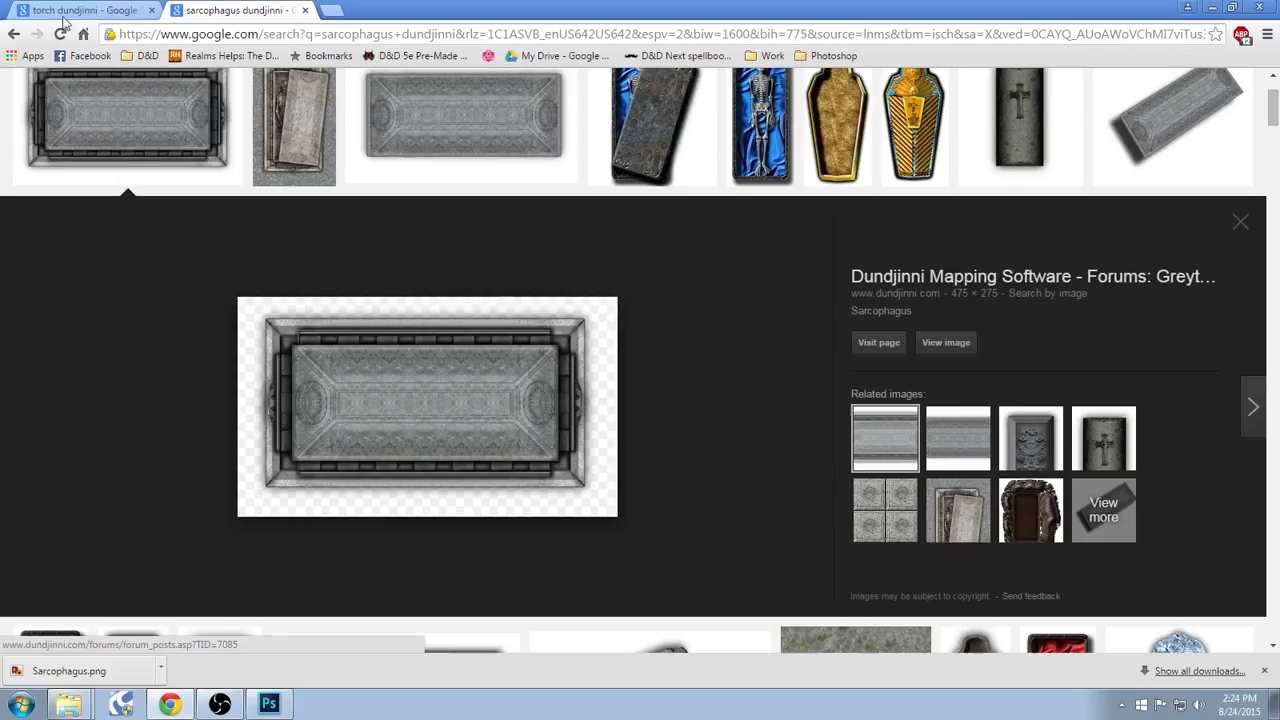 torch dundjinni - Google
sarcophagus dundjinni - G
https://www.google.com/search?q=sarcophagus+dundjinni&rlz=1C1ASVB_enUS642US642&espv=2&biw=1600&bih=775&source=lnms&tbm=isch&sa=X&ved=0CAYQ_AUoAWoVChMI7viTus
ABP
12
Apps
Facebook
D&D
Realms Helps: The D...
Bookmarks
D&D 5e Pre-Made ...
My Drive - Google ...
D&D Next spellboo...
Work
Photoshop
Dundjinni Mapping Software - Forums: Greyt...
www.dundjinni.com - 475 × 275 - Search by image
Sarcophagus
Visit page
View image
Related images:
View more
Images may be subject to copyright. - Send feedback
www.dundjinni.com/forums/forum_posts.asp?TID=7085
Sarcophagus.png
Show all downloads...
Ps
2:24 PM
8/24/2015